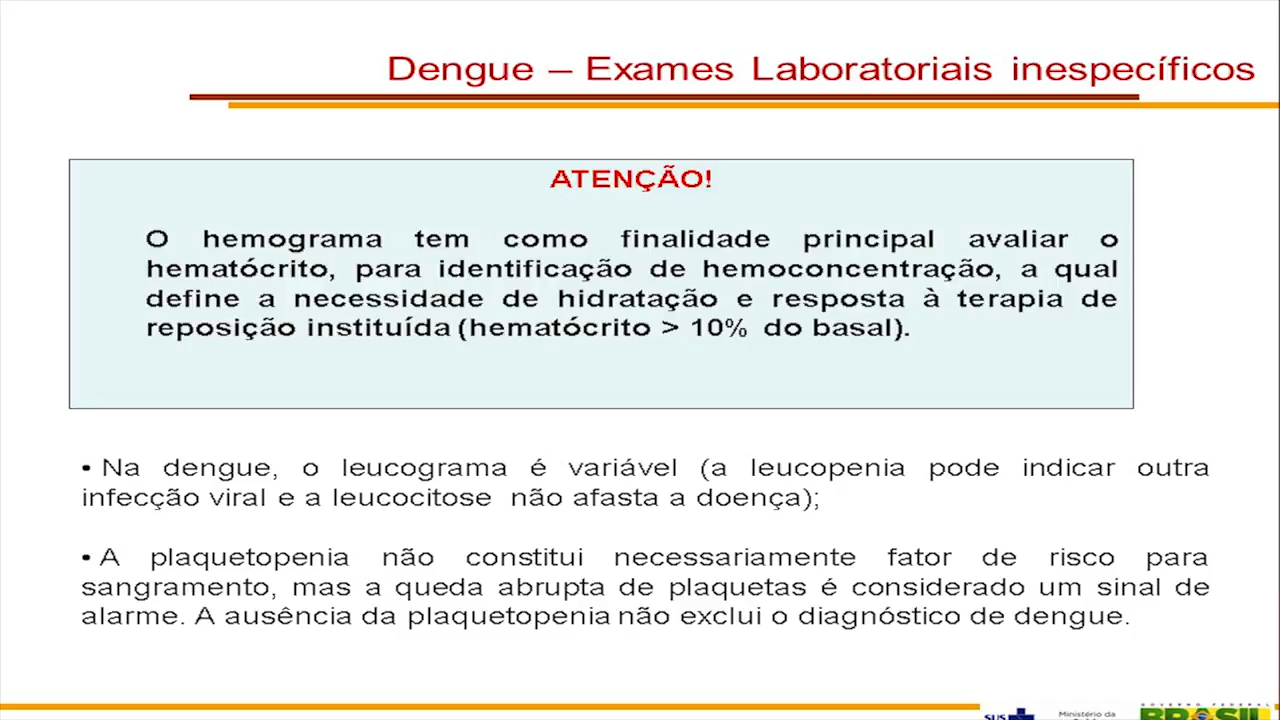 Dengue – Exames Laboratoriais inespecíficos
ATENÇÃO!
O hemograma tem como finalidade principal avaliar o
hematócrito, para identificação de hemoconcentração, a qual
define a necessidade de hidratação e resposta à terapia de
reposição instituída (hematócrito > 10% do basal).
• Na dengue, o leucograma é variável (a leucopenia pode indicar outra
infecção viral e a leucocitose não afasta a doença);
• A plaquetopenia não constitui necessariamente fator de risco para
sangramento, mas a queda abrupta de plaquetas é considerado um sinal de
alarme. A ausência da plaquetopenia não exclui o diagnóstico de dengue.
SUS
Ministério da
GOVERNO FEDERAL
BRASIL